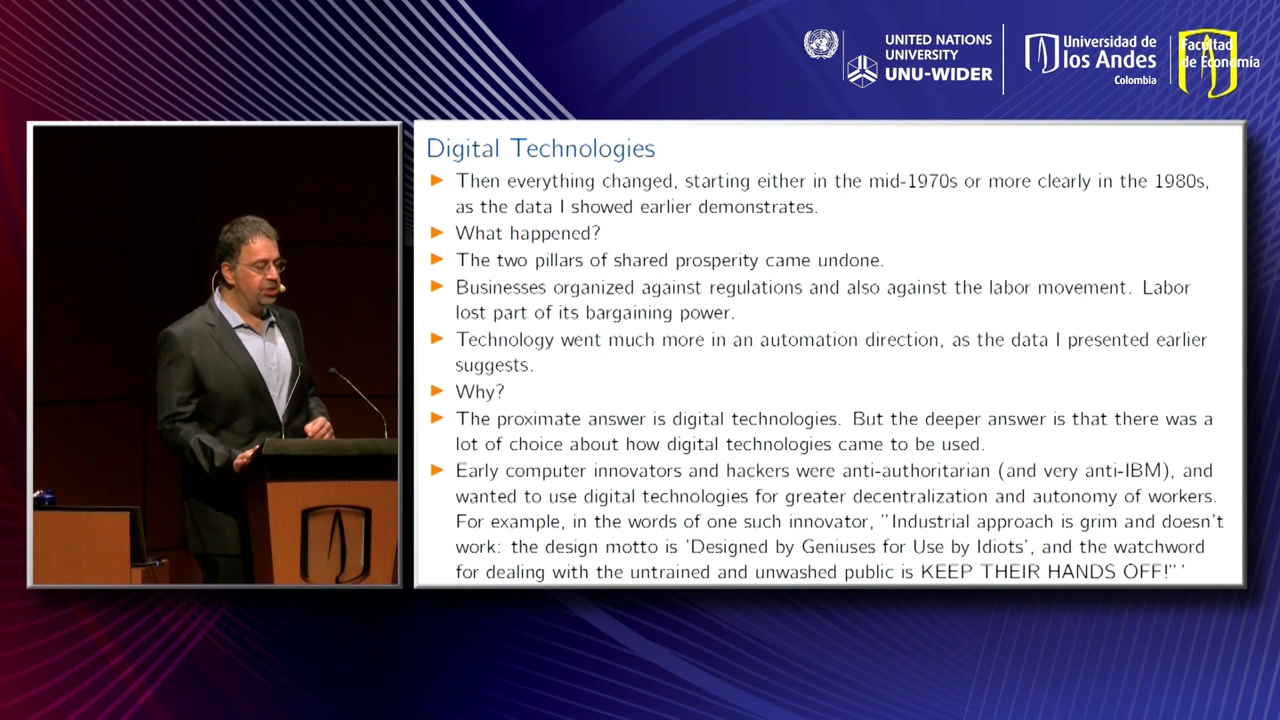 UNITED NATIONS
UNIVERSITY
UNU-WIDER
Universidad de
los Andes
Colombia
Facultad
de Economía
Digital Technologies
Then everything changed, starting either in the mid-1970s or more clearly in the 1980s,
as the data I showed earlier demonstrates.
What happened?
The two pillars of shared prosperity came undone.
Businesses organized against regulations and also against the labor movement. Labor
lost part of its bargaining power.
Technology went much more in an automation direction, as the data I presented earlier
suggests.
Why?
The proximate answer is digital technologies. But the deeper answer is that there was a
lot of choice about how digital technologies came to be used.
Early computer innovators and hackers were anti-authoritarian (and very anti-IBM), and
wanted to use digital technologies for greater decentralization and autonomy of workers.
For example, in the words of one such innovator, "Industrial approach is grim and doesn't
work: the design motto is 'Designed by Geniuses for Use by Idiots', and the watchword
for dealing with the untrained and unwashed public is KEEP THEIR HANDS OFF!" '